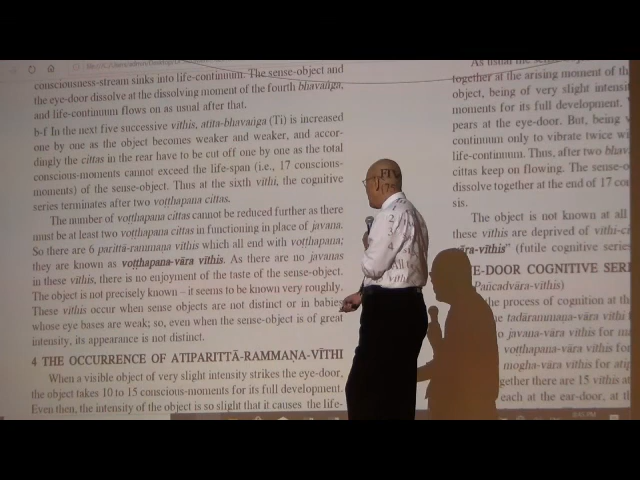 consciousness-stream sinks into life-continuum. The sense-object and
the eye-door dissolve at the dissolving moment of the fourth bhavaṅga,
and life-continuum flows on as usual after that.
b-f In the next five successive vīthis, atīta-bhavaṅga (Ti) is increased
one by one as the object becomes weaker and weaker, and accor-
dingly the cittas in the rear have to be cut off one by one as the total
conscious-moments cannot exceed the life-span (i.e., 17 conscious-
moments) of the sense-object. Thus at the sixth vīthi, the cognitive
series terminates after two voṭṭhapana cittas.
The number of voṭṭhapana cittas cannot be reduced further as there
must be at least two voṭṭhapana cittas in functioning in place of javana.
So there are 6 parittā-rammaṇa vīthis which all end with voṭṭhapana;
they are known as voṭṭhapana-vāra vīthis. As there are no javanas
in these vīthis, there is no enjoyment of the taste of the sense-object.
The object is not precisely known – it seems to be known very roughly.
These vīthis occur when sense objects are not distinct or in babies
whose eye bases are weak; so, even when the sense-object is of great
intensity, its appearance is not distinct.
4 THE OCCURRENCE OF ATIPARITTĀ-RAMMAṆA-VĪTHI
When a visible object of very slight intensity strikes the eye-door,
the object takes 10 to 15 conscious-moments for its full development.
Even then, the intensity of the object is so slight that it causes the life-
As usual the
together at the arising moment of th
object, being of very slight intensit
moments for its full development.
pears at the eye-door. But, being
continuum only to vibrate twice wi
life-continuum. Thus, after two bhav
cittas keep on flowing. The sense-o
dissolve together at the end of 17 co
sis.
The object is not known at all
these vīthis are deprived of vīthi-c
āra-vīthis" (futile cognitive series
E-DOOR COGNITIVE SERI
Pañcadvāra-vīthis)
the process of cognition at th
tadārammaṇa-vāra vīthi
javana-vāra vīthis for ma
voṭṭhapana-vāra vīthis for
mogha-vāra vīthis for atip
gether there are 15 vīthis at
each at the ear-door, at th